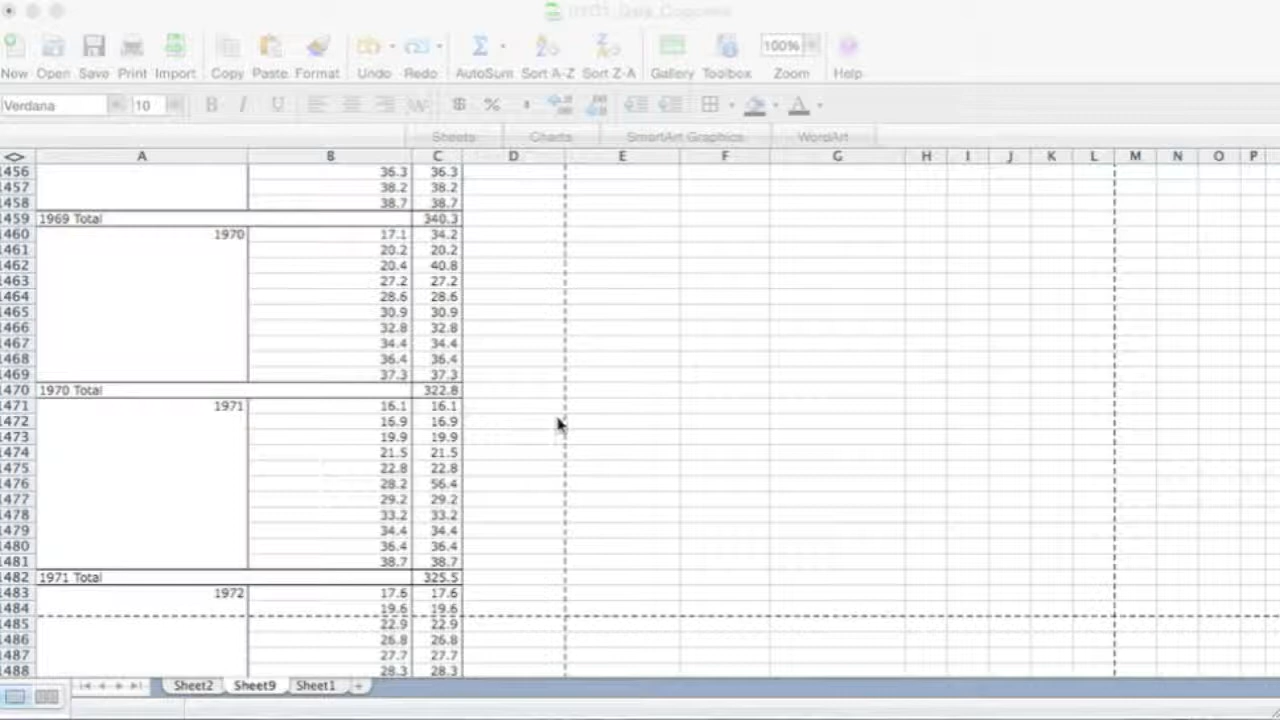 New Open Save Print Import Copy Paste Format Undo Redo AutoSum Sort A-Z Sort Z-A Gallery Toolbox 100% Zoom Help
Verdana 10 B I U $ % A
Sheets Charts SmartArt Graphics WordArt
A B C D E F G H I J K L M N O P
1456 36.3 36.3
1457 38.2 38.2
1458 38.7 38.7
1459 1969 Total 340.3
1460 1970 17.1 34.2
1461 20.2 20.2
1462 20.4 40.8
1463 27.2 27.2
1464 28.6 28.6
1465 30.9 30.9
1466 32.8 32.8
1467 34.4 34.4
1468 36.4 36.4
1469 37.3 37.3
1470 1970 Total 322.8
1471 1971 16.1 16.1
1472 16.9 16.9
1473 19.9 19.9
1474 21.5 21.5
1475 22.8 22.8
1476 28.2 56.4
1477 29.2 29.2
1478 33.2 33.2
1479 34.4 34.4
1480 36.4 36.4
1481 38.7 38.7
1482 1971 Total 325.5
1483 1972 17.6 17.6
1484 19.6 19.6
1485 22.9 22.9
1486 26.8 26.8
1487 27.7 27.7
1488 28.3 28.3
Sheet2 Sheet9 Sheet1 +